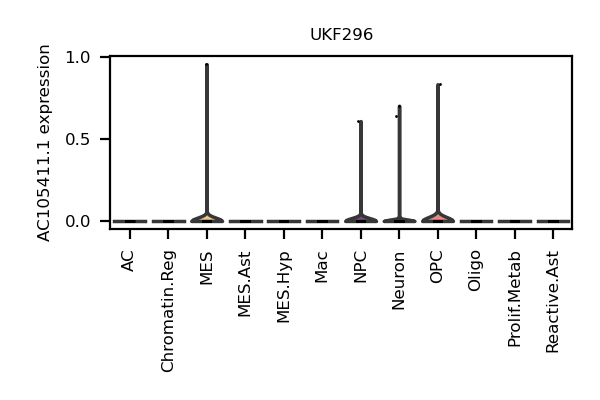 UKF296
AC105411.1 expression
1.0
0.5
0.0
AC
Chromatin.Reg
MES
MES.Ast
MES.Hyp
Mac
NPC
Neuron
OPC
Oligo
Prolif.Metab
Reactive.Ast